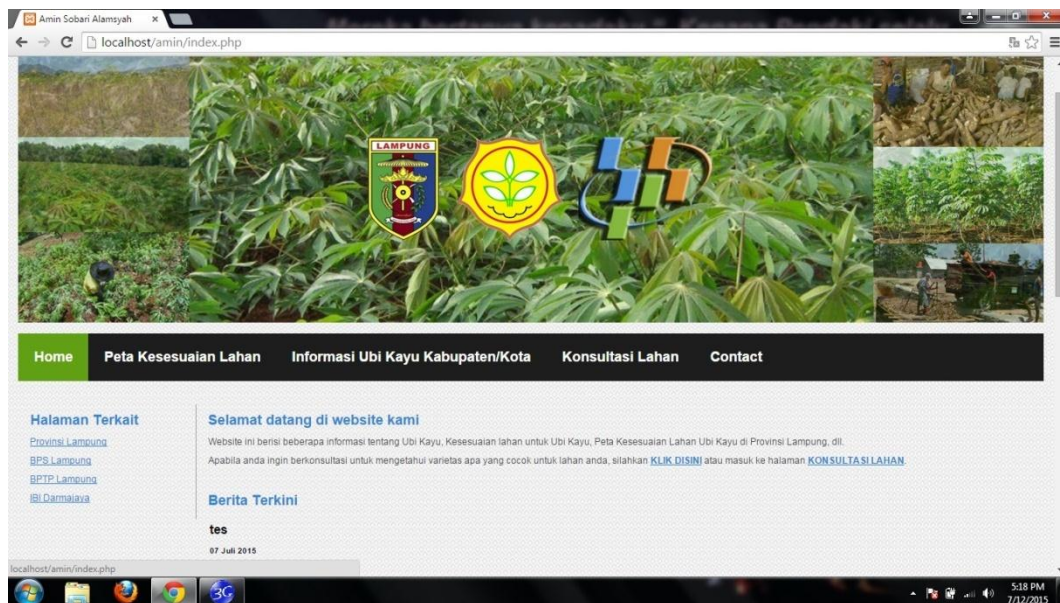 Amin Sobari Alamsyah
localhost/amin/index.php
LAMPUNG
Home Peta Kesesuaian Lahan Informasi Ubi Kayu Kabupaten/Kota Konsultasi Lahan Contact
Halaman Terkait
Provinsi Lampung
BPS Lampung
BPTP Lampung
IBI Darmajaya
Selamat datang di website kami
Website ini berisi beberapa informasi tentang Ubi Kayu, Kesesuaian lahan untuk Ubi Kayu, Peta Kesesuaian Lahan Ubi Kayu di Provinsi Lampung, dll.
Apabila anda ingin berkonsultasi untuk mengetahui varietas apa yang cocok untuk lahan anda, silahkan KLIK DISINI atau masuk ke halaman KONSULTASI LAHAN.
Berita Terkini
tes
07 Juli 2015
localhost/amin/index.php
3G
5:18 PM
7/12/2015